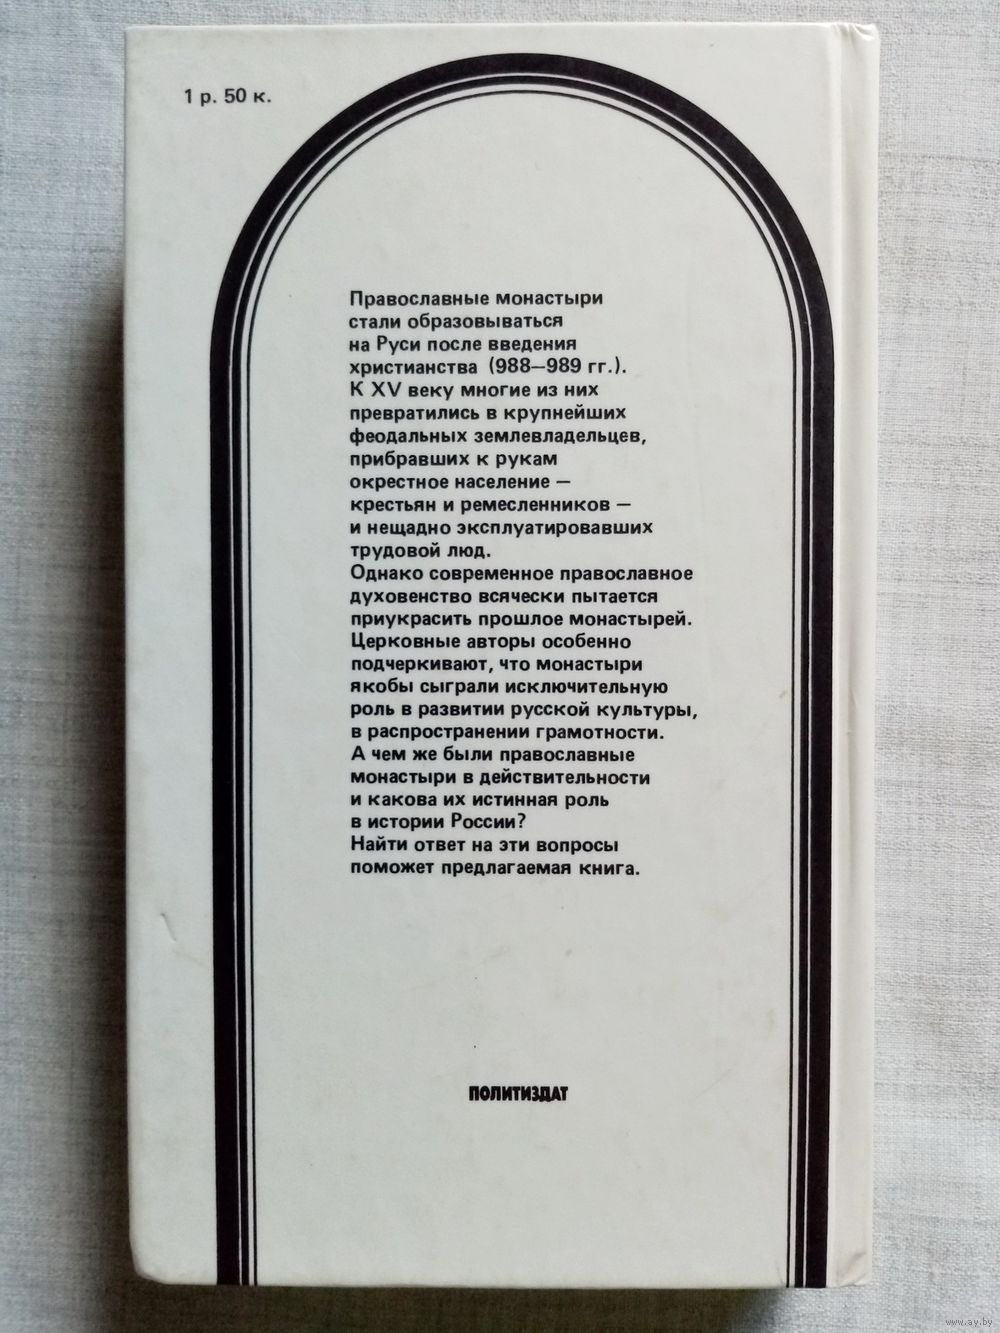 1 р. 50 к.
Православные монастыри
стали образовываться
на Руси после введения
христианства (988—989 гг.).
К XV веку многие из них
превратились в крупнейших
феодальных землевладельцев,
прибравших к рукам
окрестное население —
крестьян и ремесленников —
и нещадно эксплуатировавших
трудовой люд.
Однако современное православное
духовенство всячески пытается
приукрасить прошлое монастырей.
Церковные авторы особенно
подчеркивают, что монастыри
якобы сыграли исключительную
роль в развитии русской культуры,
в распространении грамотности.
А чем же были православные
монастыри в действительности
и какова их истинная роль
в истории России?
Найти ответ на эти вопросы
поможет предлагаемая книга.
ПОЛИТИЗДАТ
www.ay.by